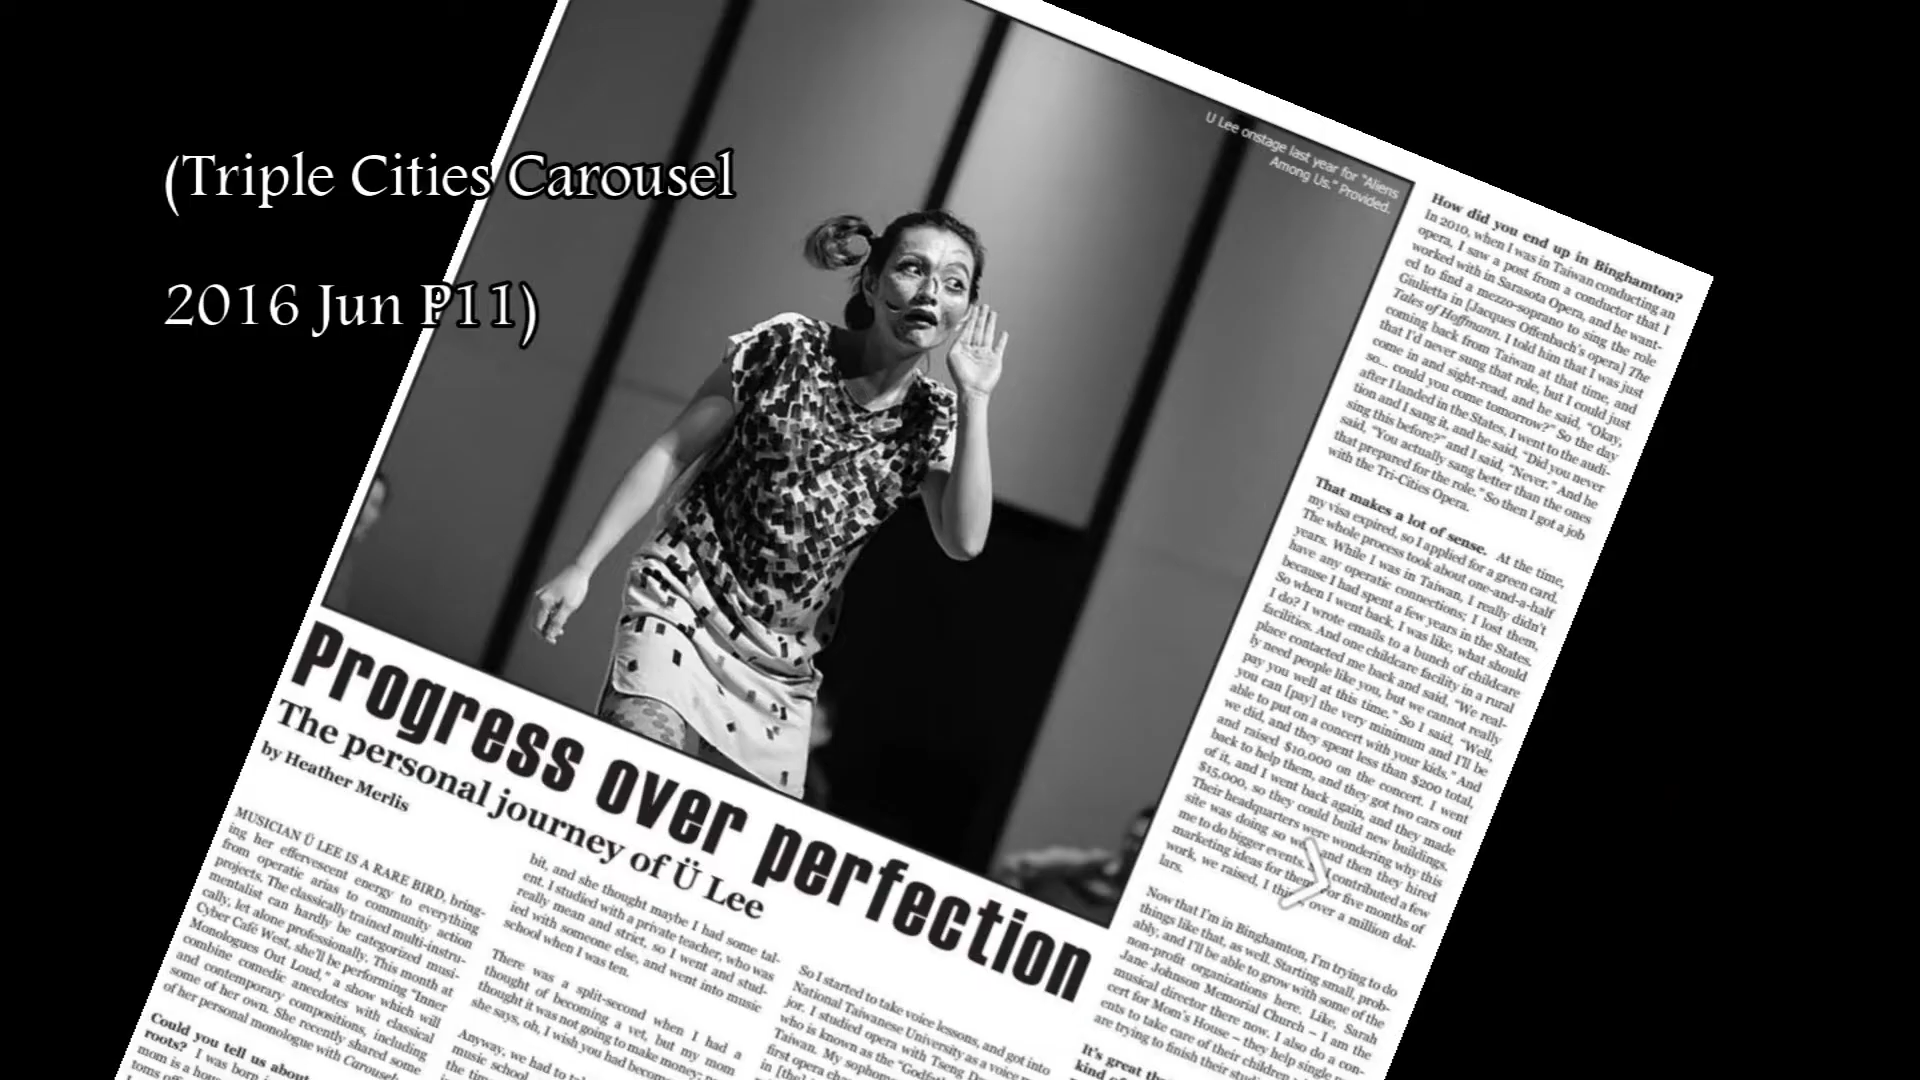 (Triple Cities Carousel
2016 Jun P11)
U Lee onstage last year for "Aliens
Among Us." Provided.
Progress over perfection
The personal journey of Ü Lee
by Heather Merlis
MUSICIAN Ü LEE IS A RARE BIRD, bring-
ing her effervescent energy to everything
from operatic arias to community action
projects. The classically trained multi-instru-
mentalist can hardly be categorized musi-
cally, let alone professionally. This month at
Cyber Café West, she'll be performing "Inner
Monologues Out Loud," a show which will
combine comedic anecdotes with classical
and contemporary compositions, including
some of her own. She recently shared some
of her personal monologue with Carousel.
Could you tell us about
roots? I was born
mom is a
bit, and she thought maybe I had some tal-
ent. I studied with a private teacher, who was
really mean and strict, so I went and stud-
ied with someone else, and went into music
school when I was ten.
There was a split-second when I had a
thought of becoming a vet, but my mom
thought it was not going to make money;
she says, oh, I wish you had become
Anyway, we had to
music school
the
So I started to take voice lessons, and got into
National Taiwanese University as a voice
jor. I studied opera with Tseng
who is known as the
Taiwan. My
first opera
in [the]
How did you end up in Binghamton?
In 2010, when I was in Taiwan conducting an
opera, I saw a post from a conductor that I
worked with in Sarasota Opera, and he want-
ed to find a mezzo-soprano to sing the role
Giulietta in [Jacques Offenbach's opera] The
Tales of Hoffmann. I told him that I was just
coming back from Taiwan at that time, and
that I'd never sung that role, but I could just
come in and sight-read, and he said, "Okay,
so... could you come tomorrow?" So the day
after I landed in the States, I went to the audi-
tion and I sang it, and he said, "Did you never
sing this before?" and I said, "Never." And he
said, "You actually sang better than the ones
that prepared for the role." So then I got a job
with the Tri-Cities Opera.
That makes a lot of sense. At the time,
my visa expired, so I applied for a green card.
The whole process took about one-and-a-half
years. While I was in Taiwan, I really didn't
have any operatic connections; I lost them,
because I had spent a few years in the States.
So when I went back, I was like, what should
I do? I wrote emails to a bunch of childcare
facilities. And one childcare facility in a rural
place contacted me back and said, "We real-
ly need people like you, but we cannot really
pay you well at this time." So I said, "Well,
you can [pay] the very minimum and I'll be
able to put on a concert with your kids." And
we did, and they spent less than $200 total,
and raised $10,000 on the concert. I went
back to help them, and they got two cars out
of it, and I went back again, and they made
$15,000, so they could build new buildings.
Their headquarters were wondering why this
site was doing so and then they hired
me to do bigger events. contributed a few
marketing ideas for them. For five months of
work, we raised, I over a million dol-
lars.
Now that I'm in Binghamton, I'm trying to do
things like that, as well. Starting small, prob-
ably, and I'll be able to grow with some of the
non-profit organizations here. Like, Sarah
Jane Johnson Memorial Church – I am the
musical director there now. I also do a con-
cert for Mom's House – they help single
ents to take care of their children
are trying to finish their
It's great
kind of